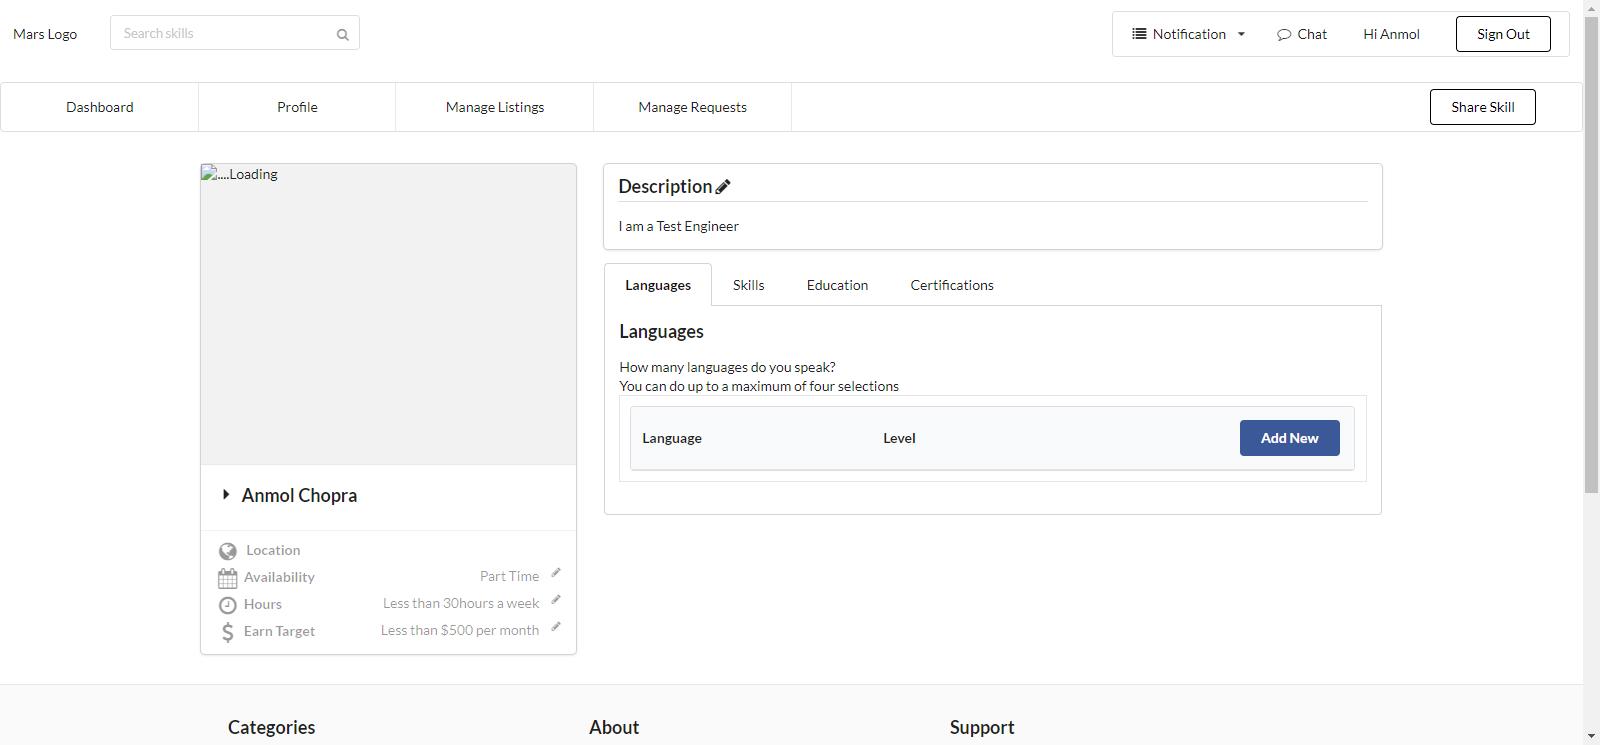 Mars Logo
Search skills
Notification
Chat
Hi Anmol
Sign Out
Dashboard
Profile
Manage Listings
Manage Requests
Share Skill
....Loading
Anmol Chopra
Location
Availability
Part Time
Hours
Less than 30hours a week
Earn Target
Less than $500 per month
Description
I am a Test Engineer
Languages
Skills
Education
Certifications
Languages
How many languages do you speak?
You can do up to a maximum of four selections
Language
Level
Add New
Categories
About
Support